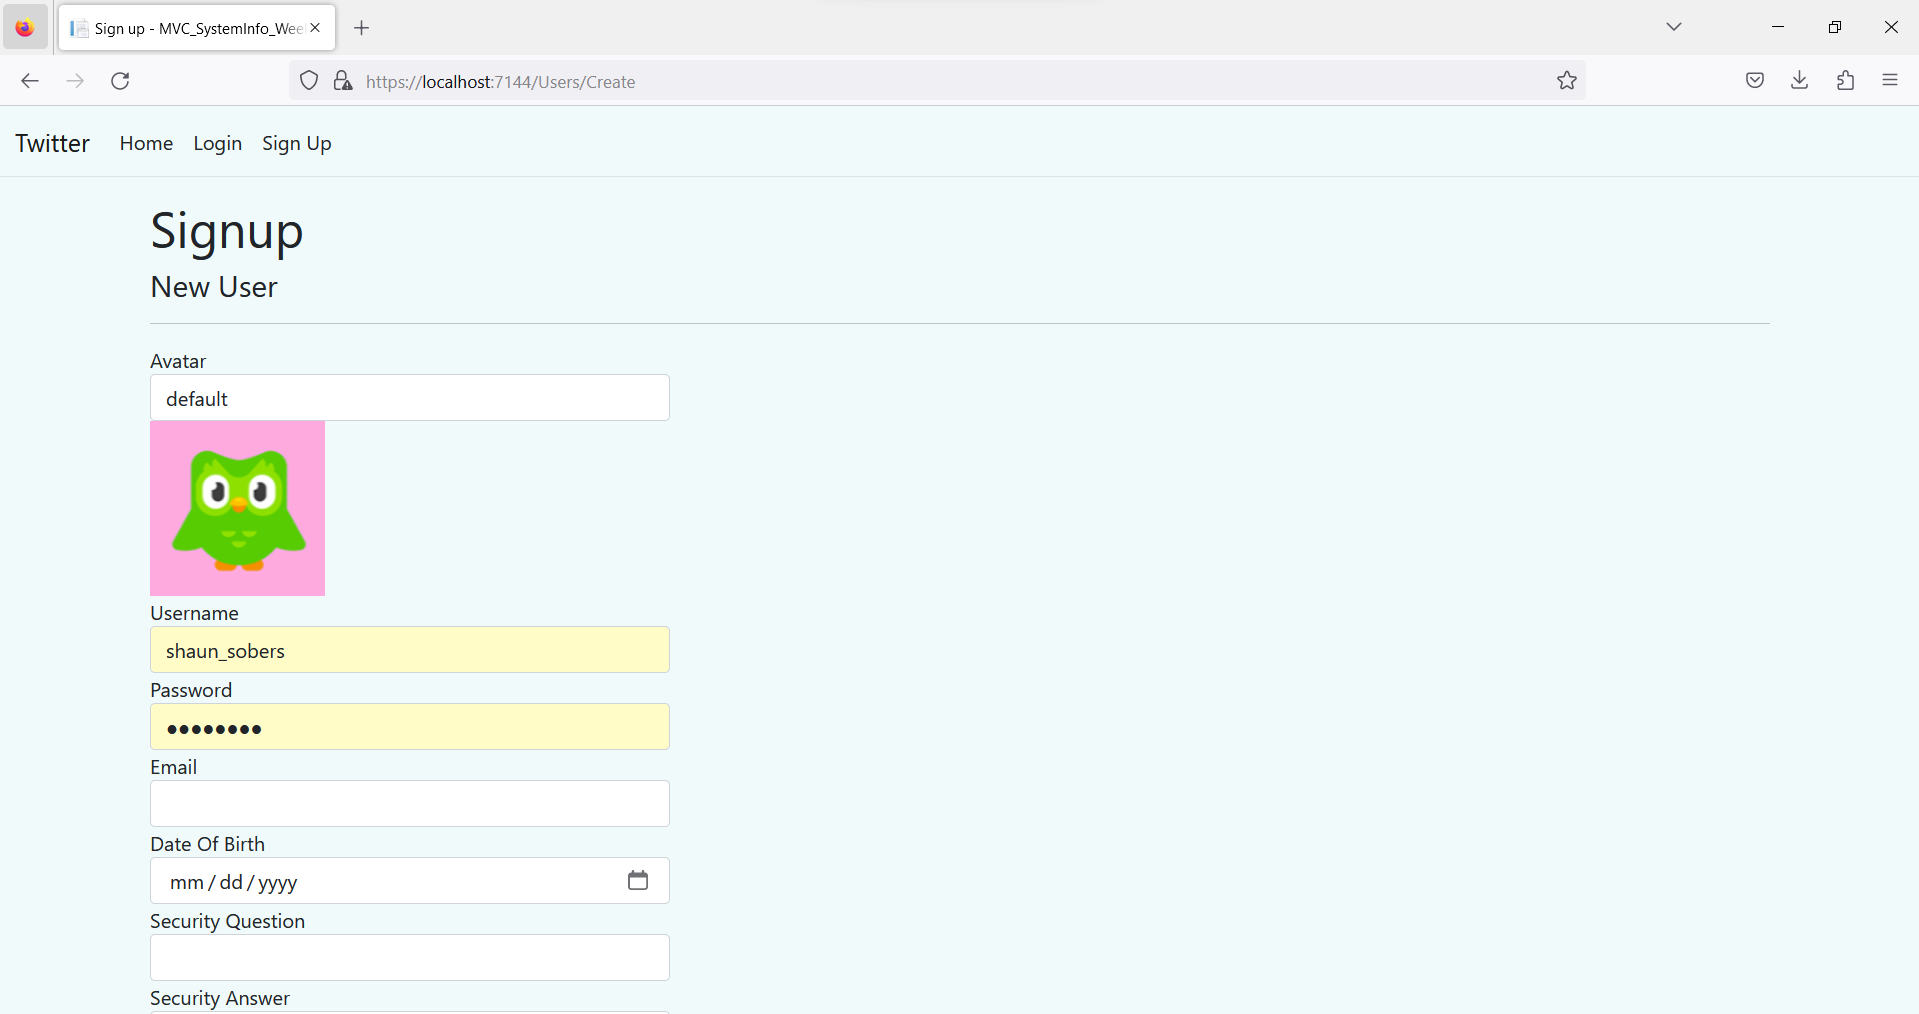 Sign up - MVC_SystemInfo_Wee
https://localhost:7144/Users/Create
Twitter Home Login Sign Up
Signup
New User
Avatar
default
Username
shaun_sobers
Password
••••••••
Email
Date Of Birth
mm / dd / yyyy
Security Question
Security Answer